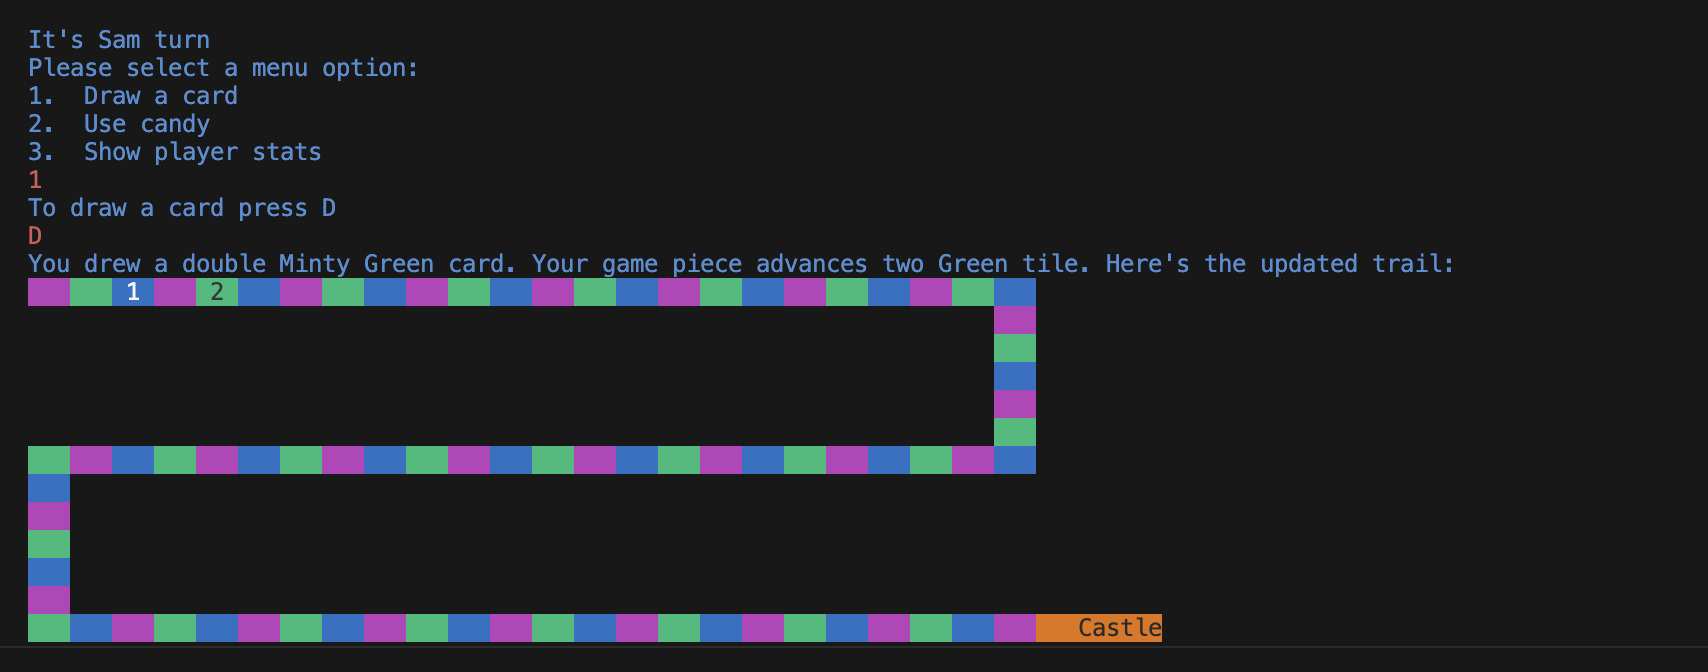 It's Sam turn
Please select a menu option:
1.  Draw a card
2.  Use candy
3.  Show player stats
1
To draw a card press D
D
You drew a double Minty Green card. Your game piece advances two Green tile. Here's the updated trail:
1 2
Castle